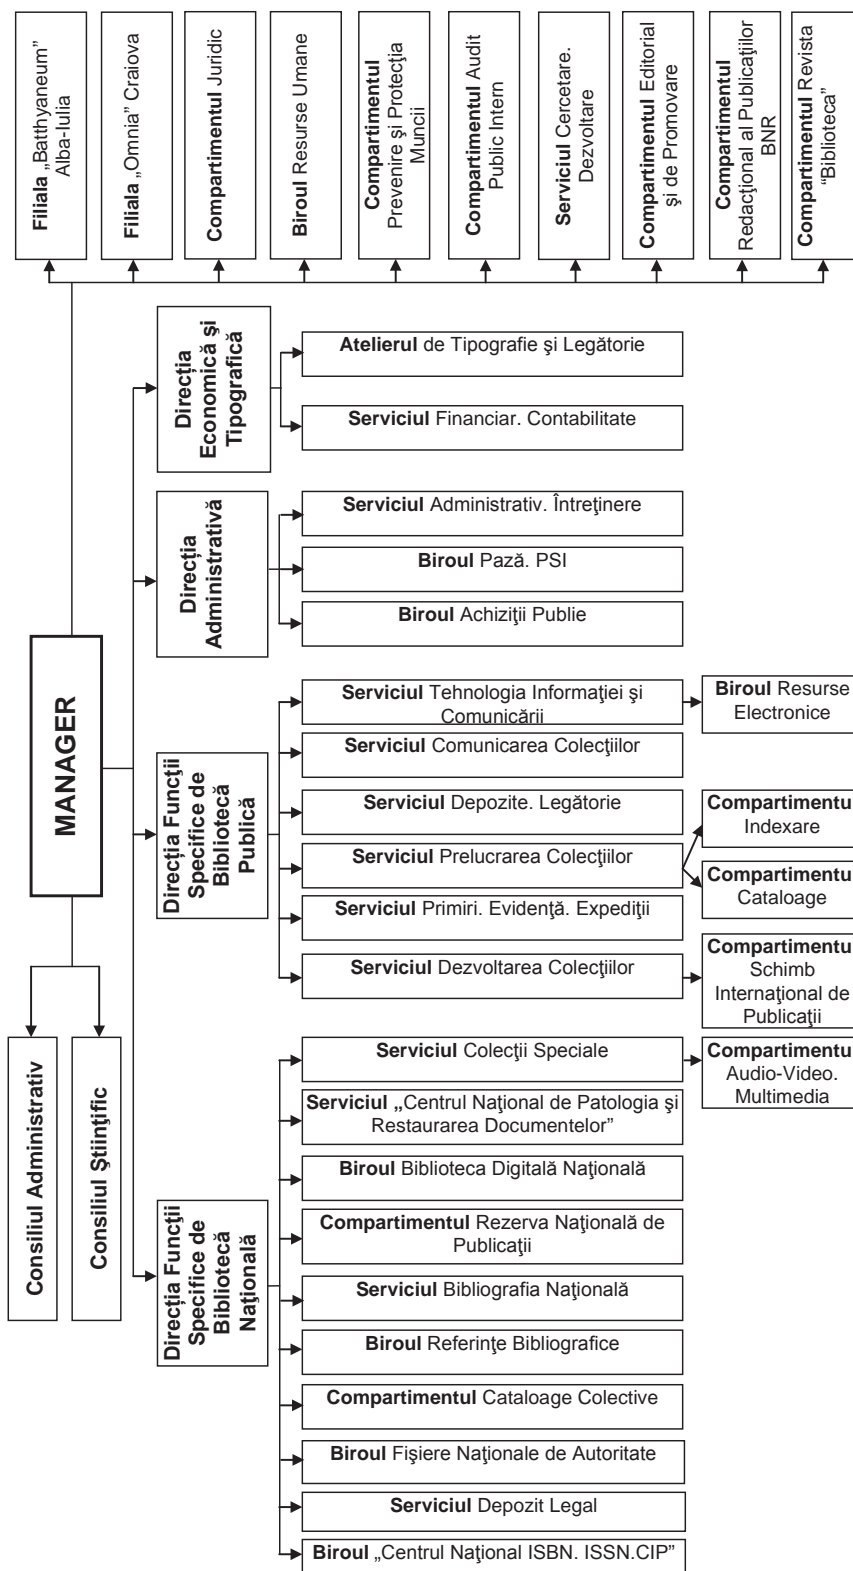 Filiala „Batthyaneum”
Alba-Iulia
Filiala „Omnia” Craiova
Compartimentul Juridic
Biroul Resurse Umane
Compartimentul
Prevenire şi Protecţia
Muncii
Compartimentul Audit
Public Intern
Serviciul Cercetare.
Dezvoltare
Compartimentul Editorial
şi de Promovare
Compartimentul
Redacţional al Publicaţiilor
BNR
Compartimentul Revista
“Biblioteca”
MANAGER
Consiliul Administrativ
Consiliul Ştiinţific
Direcţia
Economică şi
Tipografică
Atelierul de Tipografie şi Legătorie
Serviciul Financiar. Contabilitate
Direcţia
Administrativă
Serviciul Administrativ. Întreţinere
Biroul Pază. PSI
Biroul Achiziţii Publie
Direcţia Funcţii
Specifice de
Bibliotecă
Publică
Serviciul Tehnologia Informaţiei şi
Comunicării
Biroul Resurse
Electronice
Serviciul Comunicarea Colecţiilor
Serviciul Depozite. Legătorie
Serviciul Prelucrarea Colecţiilor
Compartimentu
Indexare
Compartimentu
Cataloage
Serviciul Primiri. Evidenţă. Expediţii
Serviciul Dezvoltarea Colecţiilor
Compartimentu
Schimb
Internaţional de
Publicaţii
Direcţia Funcţii
Specifice de
Bibliotecă
Naţională
Serviciul Colecţii Speciale
Compartimentu
Audio-Video.
Multimedia
Serviciul „Centrul Naţional de Patologia şi
Restaurarea Documentelor”
Biroul Biblioteca Digitală Naţională
Compartimentul Rezerva Naţională de
Publicaţii
Serviciul Bibliografia Naţională
Biroul Referinţe Bibliografice
Compartimentul Cataloage Colective
Biroul Fişiere Naţionale de Autoritate
Serviciul Depozit Legal
Biroul „Centrul Naţional ISBN. ISSN.CIP”